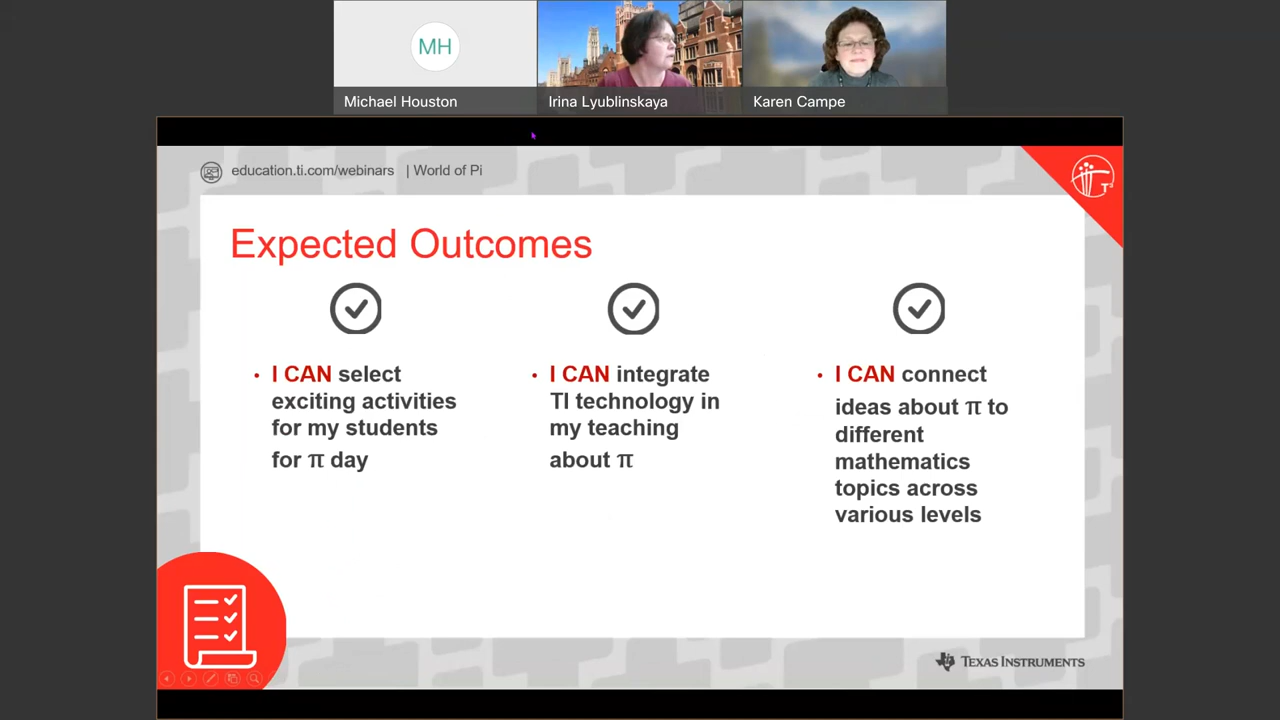 MH
Michael Houston
Irina Lyublinskaya
Karen Campe
education.ti.com/webinars | World of Pi
Expected Outcomes
• I CAN select
exciting activities
for my students
for π day
• I CAN integrate
TI technology in
my teaching
about π
• I CAN connect
ideas about π to
different
mathematics
topics across
various levels
TEXAS INSTRUMENTS